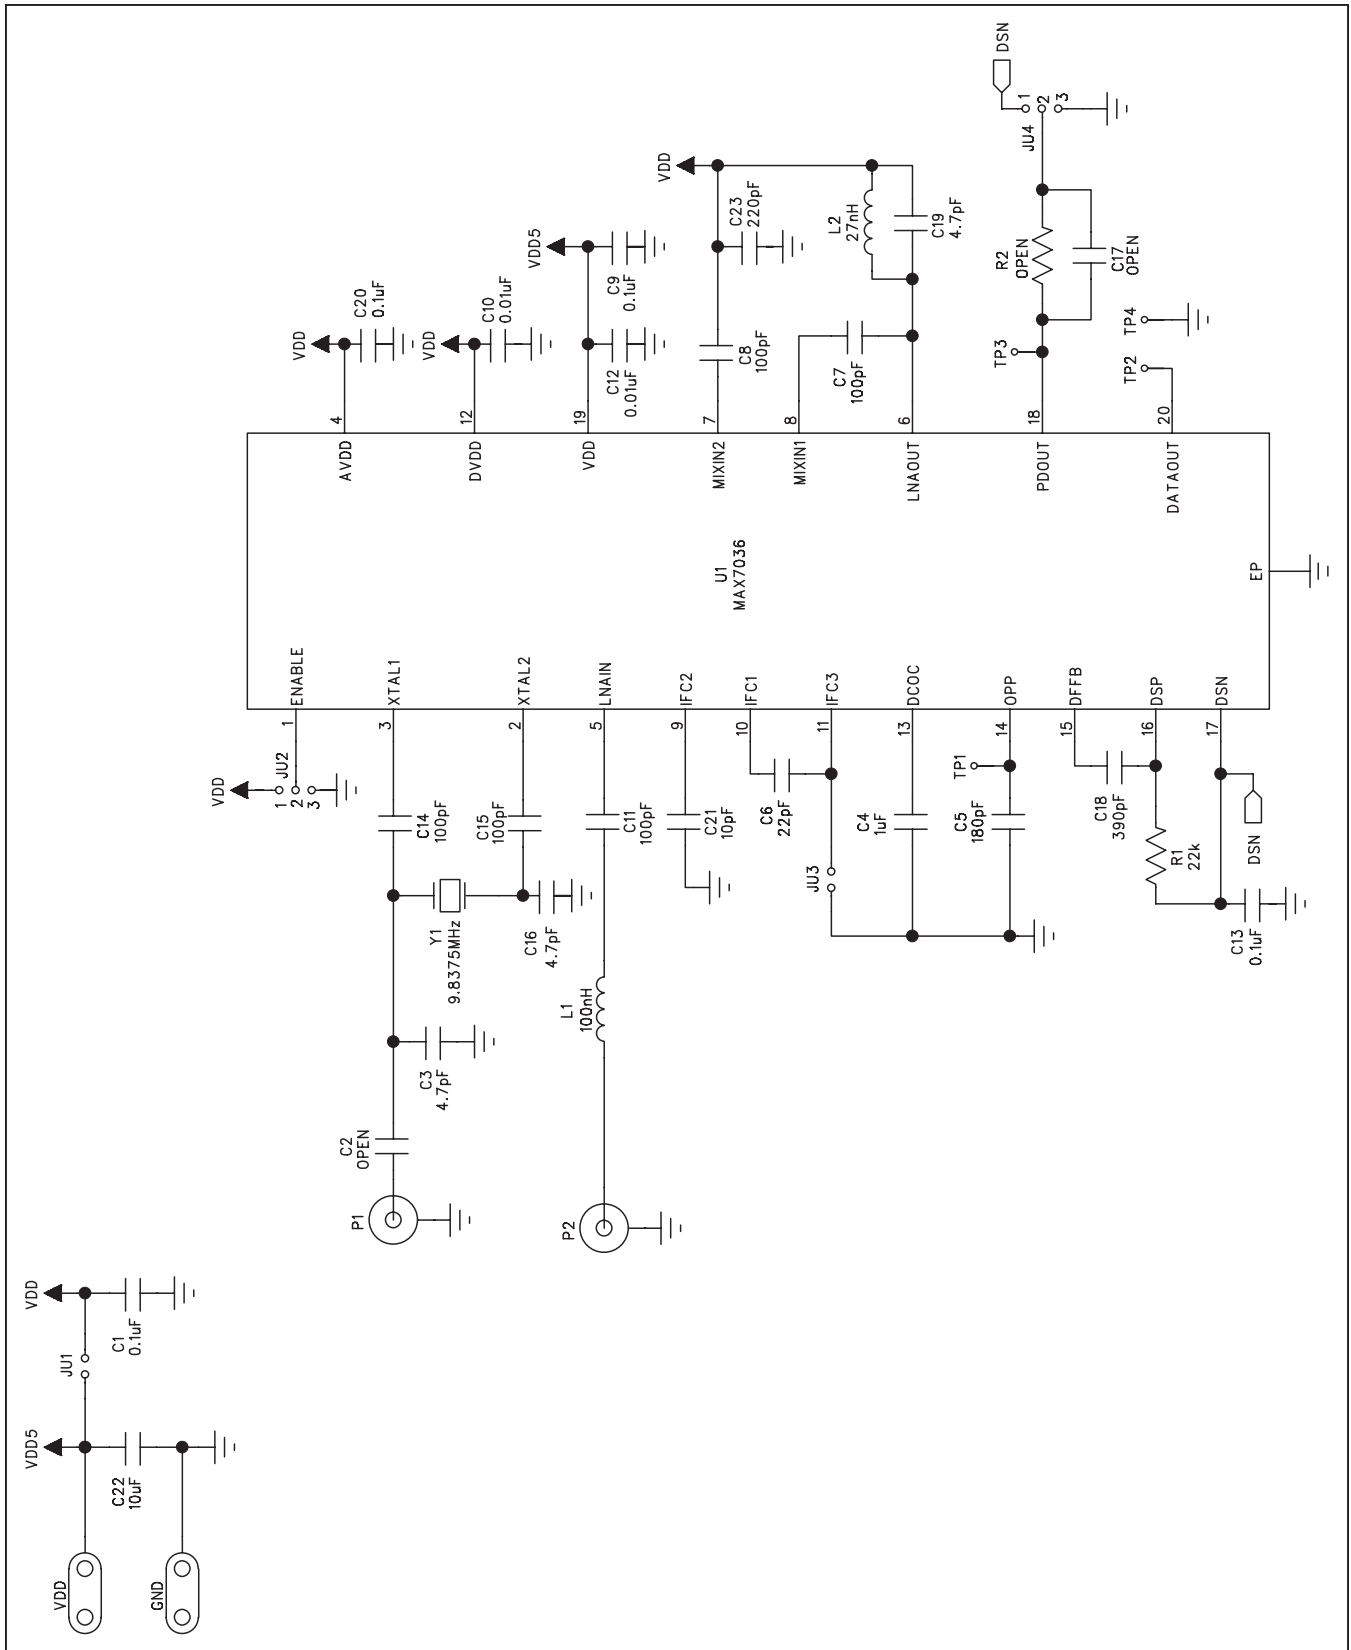 VDD
GND
C22
10uF
VDD5
JU1
C1
0.1uF
VDD
P1
C2
OPEN
C3
4.7pF
Y1
9.8375MHz
C16
4.7pF
C14
100pF
C15
100pF
P2
L1
100nH
C11
100pF
C21
10pF
VDD
JU2
1
2
3
1
ENABLE
3
XTAL1
2
XTAL2
5
LNAIN
9
IFC2
10
IFC1
11
IFC3
13
DCOC
14
OPP
15
DFFB
16
DSP
17
DSN
C6
22pF
JU3
C4
1uF
C5
180pF
TP1
C18
390pF
R1
22k
DSN
C13
0.1uF
U1
MAX7036
EP
AVDD
4
DVDD
12
VDD
19
MIXIN2
7
MIXIN1
8
LNAOUT
6
PDOUT
18
DATAOUT
20
VDD
C20
0.1uF
VDD
C10
0.01uF
VDD5
C12
0.01uF
C9
0.1uF
C8
100pF
C23
220pF
VDD
C7
100pF
L2
27nH
C19
4.7pF
TP3
R2
OPEN
C17
OPEN
TP2
TP4
JU4
1
2
3
DSN